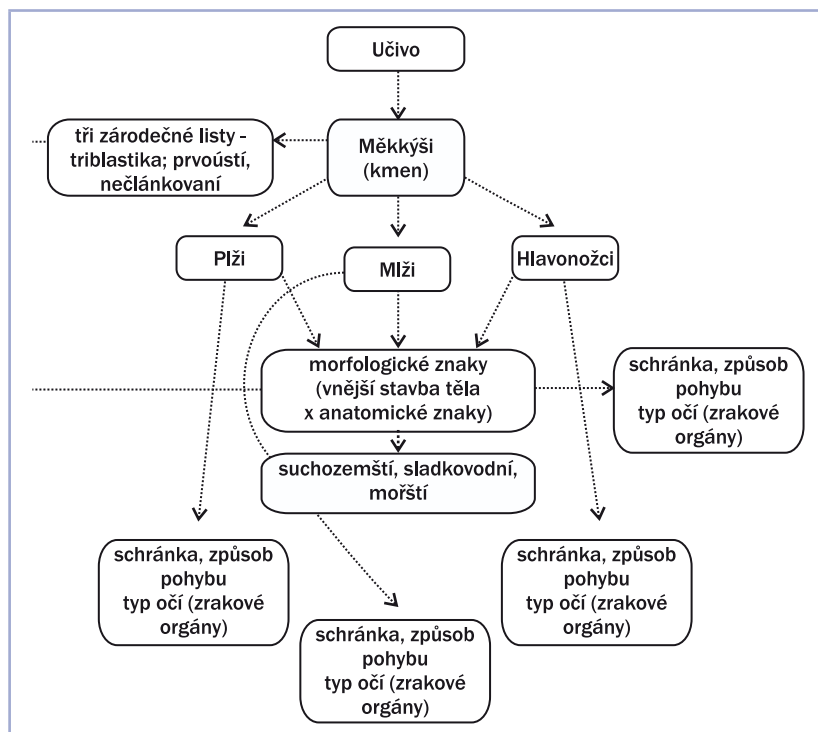 Učivo
tři zárodečné listy -
triblastika; prvoústí,
nečlánkovaní
Měkkýši
(kmen)
Plži
Mlži
Hlavonožci
morfologické znaky
(vnější stavba těla
x anatomické znaky)
schránka, způsob
pohybu
typ očí (zrakové
orgány)
suchozemští, sladkovodní,
mořští
schránka, způsob
pohybu
typ očí (zrakové
orgány)
schránka, způsob
pohybu
typ očí (zrakové
orgány)
schránka, způsob
pohybu
typ očí (zrakové
orgány)